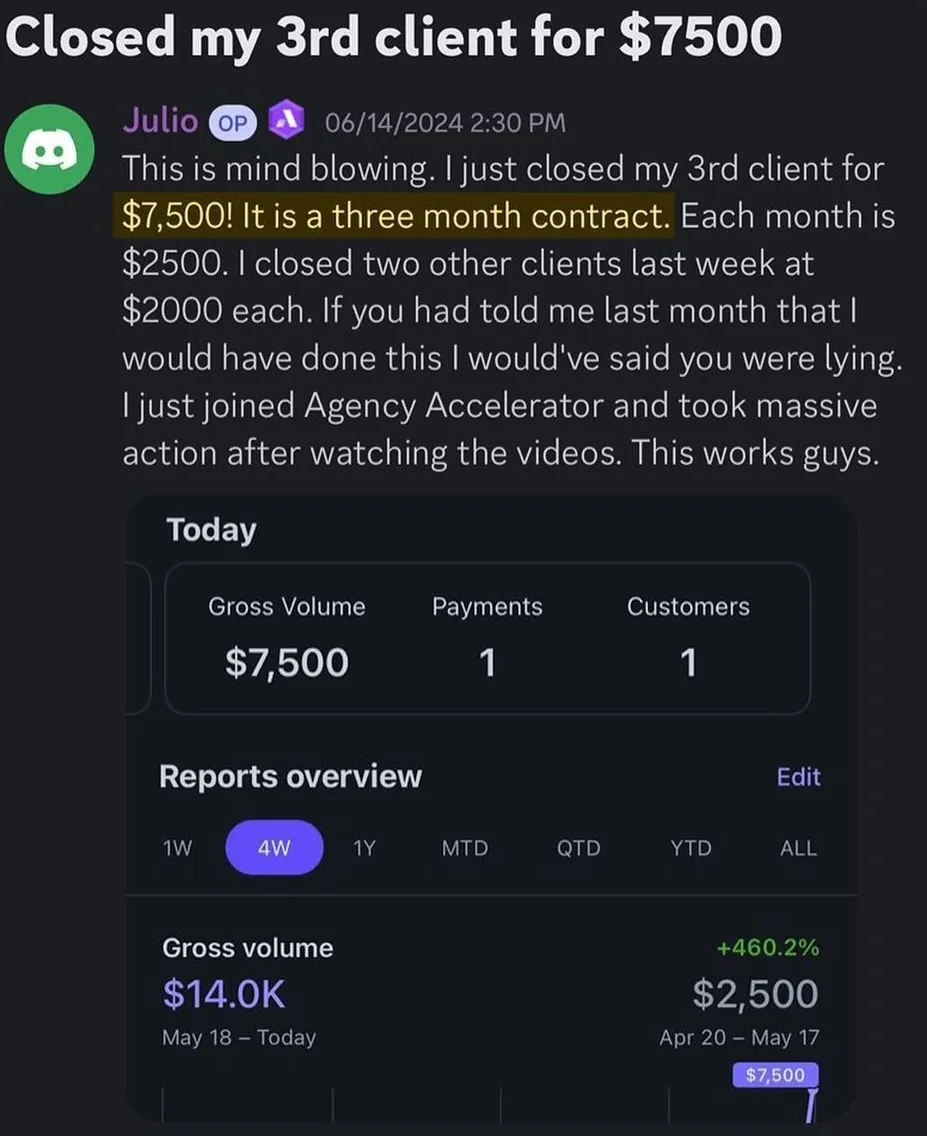 Closed my 3rd client for $7500
Julio OP 06/14/2024 2:30 PM
This is mind blowing. I just closed my 3rd client for
$7,500! It is a three month contract. Each month is
$2500. I closed two other clients last week at
$2000 each. If you had told me last month that I
would have done this I would've said you were lying.
I just joined Agency Accelerator and took massive
action after watching the videos. This works guys.
Today
Gross Volume Payments Customers
$7,500 1 1
Reports overview Edit
1W 4W 1Y MTD QTD YTD ALL
Gross volume +460.2%
$14.0K $2,500
May 18 – Today Apr 20 – May 17
$7,500